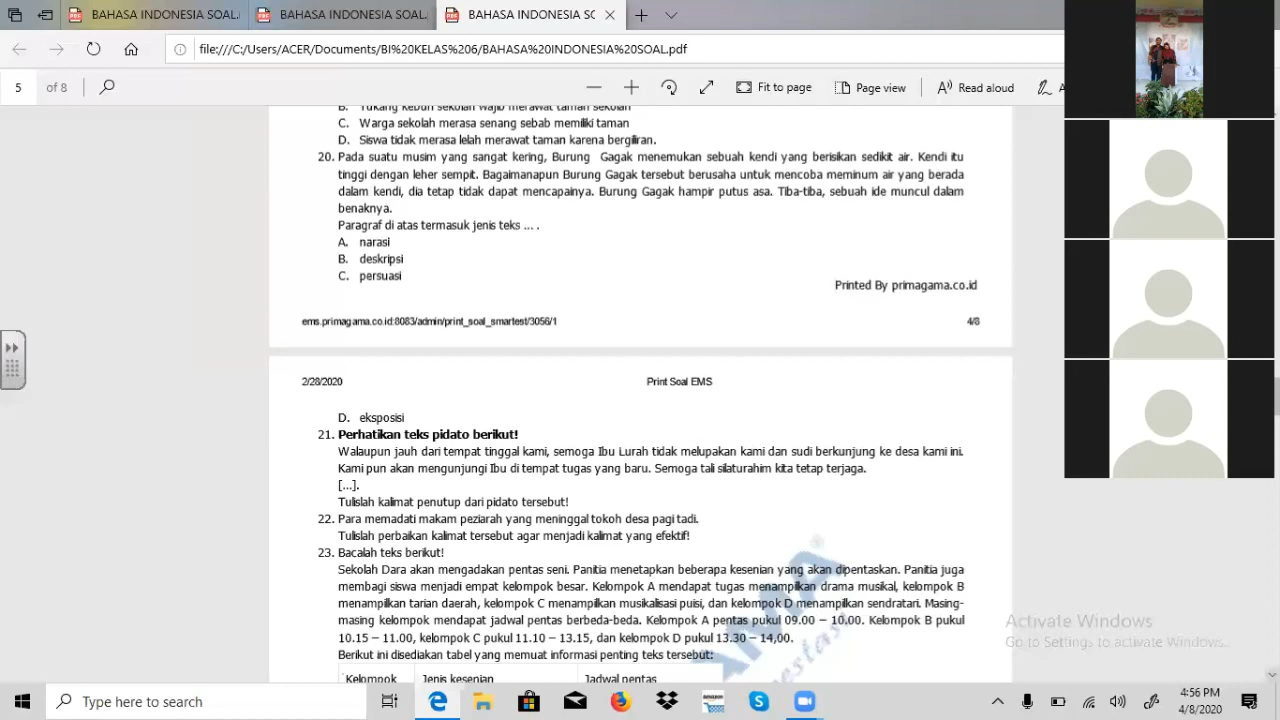 BAHASA INDONESIA SOAL
BAHASA INDONESIA SOAL
BAHASA INDONESIA SOAL
file:///C:/Users/ACER/Documents/BI%20KELAS%206/BAHASA%20INDONESIA%20SOAL.pdf
5 of 8
Fit to page
Page view
Read aloud
B. Tukang kebun sekolah wajib merawat taman sekolah
C. Warga sekolah merasa senang sebab memiliki taman
D. Siswa tidak merasa lelah merawat taman karena bergiliran.
20. Pada suatu musim yang sangat kering, Burung Gagak menemukan sebuah kendi yang berisikan sedikit air. Kendi itu
tinggi dengan leher sempit. Bagaimanapun Burung Gagak tersebut berusaha untuk mencoba meminum air yang berada
dalam kendi, dia tetap tidak dapat mencapainya. Burung Gagak hampir putus asa. Tiba-tiba, sebuah ide muncul dalam
benaknya.
Paragraf di atas termasuk jenis teks ... .
A. narasi
B. deskripsi
C. persuasi
Printed By primagama.co.id
ems.primagama.co.id:8083/admin/print_soal_smartest/3056/1
4/8
2/28/2020
Print Soal EMS
D. eksposisi
21. Perhatikan teks pidato berikut!
Walaupun jauh dari tempat tinggal kami, semoga Ibu Lurah tidak melupakan kami dan sudi berkunjung ke desa kami ini.
Kami pun akan mengunjungi Ibu di tempat tugas yang baru. Semoga tali silaturahim kita tetap terjaga.
[...].
Tulislah kalimat penutup dari pidato tersebut!
22. Para memadati makam peziarah yang meninggal tokoh desa pagi tadi.
Tulislah perbaikan kalimat tersebut agar menjadi kalimat yang efektif!
23. Bacalah teks berikut!
Sekolah Dara akan mengadakan pentas seni. Panitia menetapkan beberapa kesenian yang akan dipentaskan. Panitia juga
membagi siswa menjadi empat kelompok besar. Kelompok A mendapat tugas menampilkan drama musikal, kelompok B
menampilkan tarian daerah, kelompok C menampilkan musikalisasi puisi, dan kelompok D menampilkan sendratari. Masing-
masing kelompok mendapat jadwal pentas berbeda-beda. Kelompok A pentas pukul 09.00 – 10.00. Kelompok B pukul
10.15 – 11.00, kelompok C pukul 11.10 – 13.15, dan kelompok D pukul 13.30 – 14,00.
Berikut ini disediakan tabel yang memuat informasi penting teks tersebut:
Kelompok Jenis kesenian Jadwal pentas
Activate Windows
Go to Settings to activate Windows.
Type here to search
4:56 PM
4/8/2020